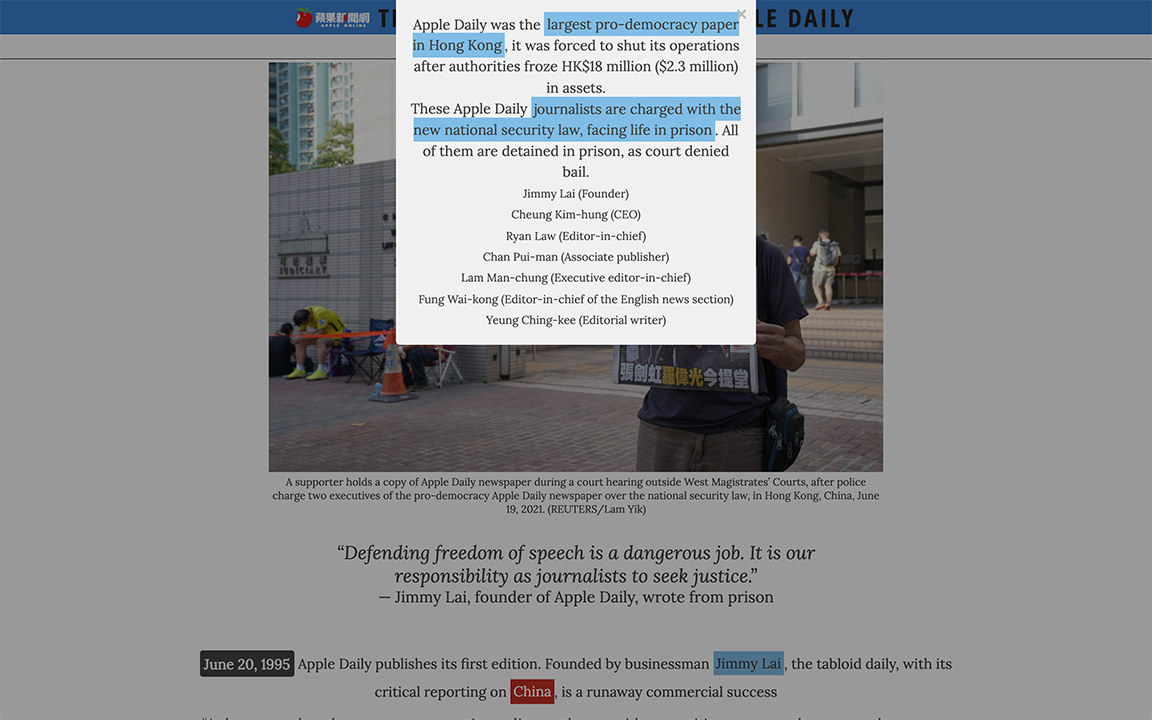 蘋果新聞網
APPLE ONLINE
LE DAILY
Apple Daily was the largest pro-democracy paper
in Hong Kong, it was forced to shut its operations
after authorities froze HK$18 million ($2.3 million)
in assets.
These Apple Daily journalists are charged with the
new national security law, facing life in prison. All
of them are detained in prison, as court denied
bail.
Jimmy Lai (Founder)
Cheung Kim-hung (CEO)
Ryan Law (Editor-in-chief)
Chan Pui-man (Associate publisher)
Lam Man-chung (Executive editor-in-chief)
Fung Wai-kong (Editor-in-chief of the English news section)
Yeung Ching-kee (Editorial writer)
JUDICIARY
張劍虹羅偉光今提堂
A supporter holds a copy of Apple Daily newspaper during a court hearing outside West Magistrates’ Courts, after police
charge two executives of the pro-democracy Apple Daily newspaper over the national security law, in Hong Kong, China, June
19, 2021. (REUTERS/Lam Yik)
“Defending freedom of speech is a dangerous job. It is our
responsibility as journalists to seek justice.”
— Jimmy Lai, founder of Apple Daily, wrote from prison
June 20, 1995 Apple Daily publishes its first edition. Founded by businessman Jimmy Lai, the tabloid daily, with its
critical reporting on China, is a runaway commercial success